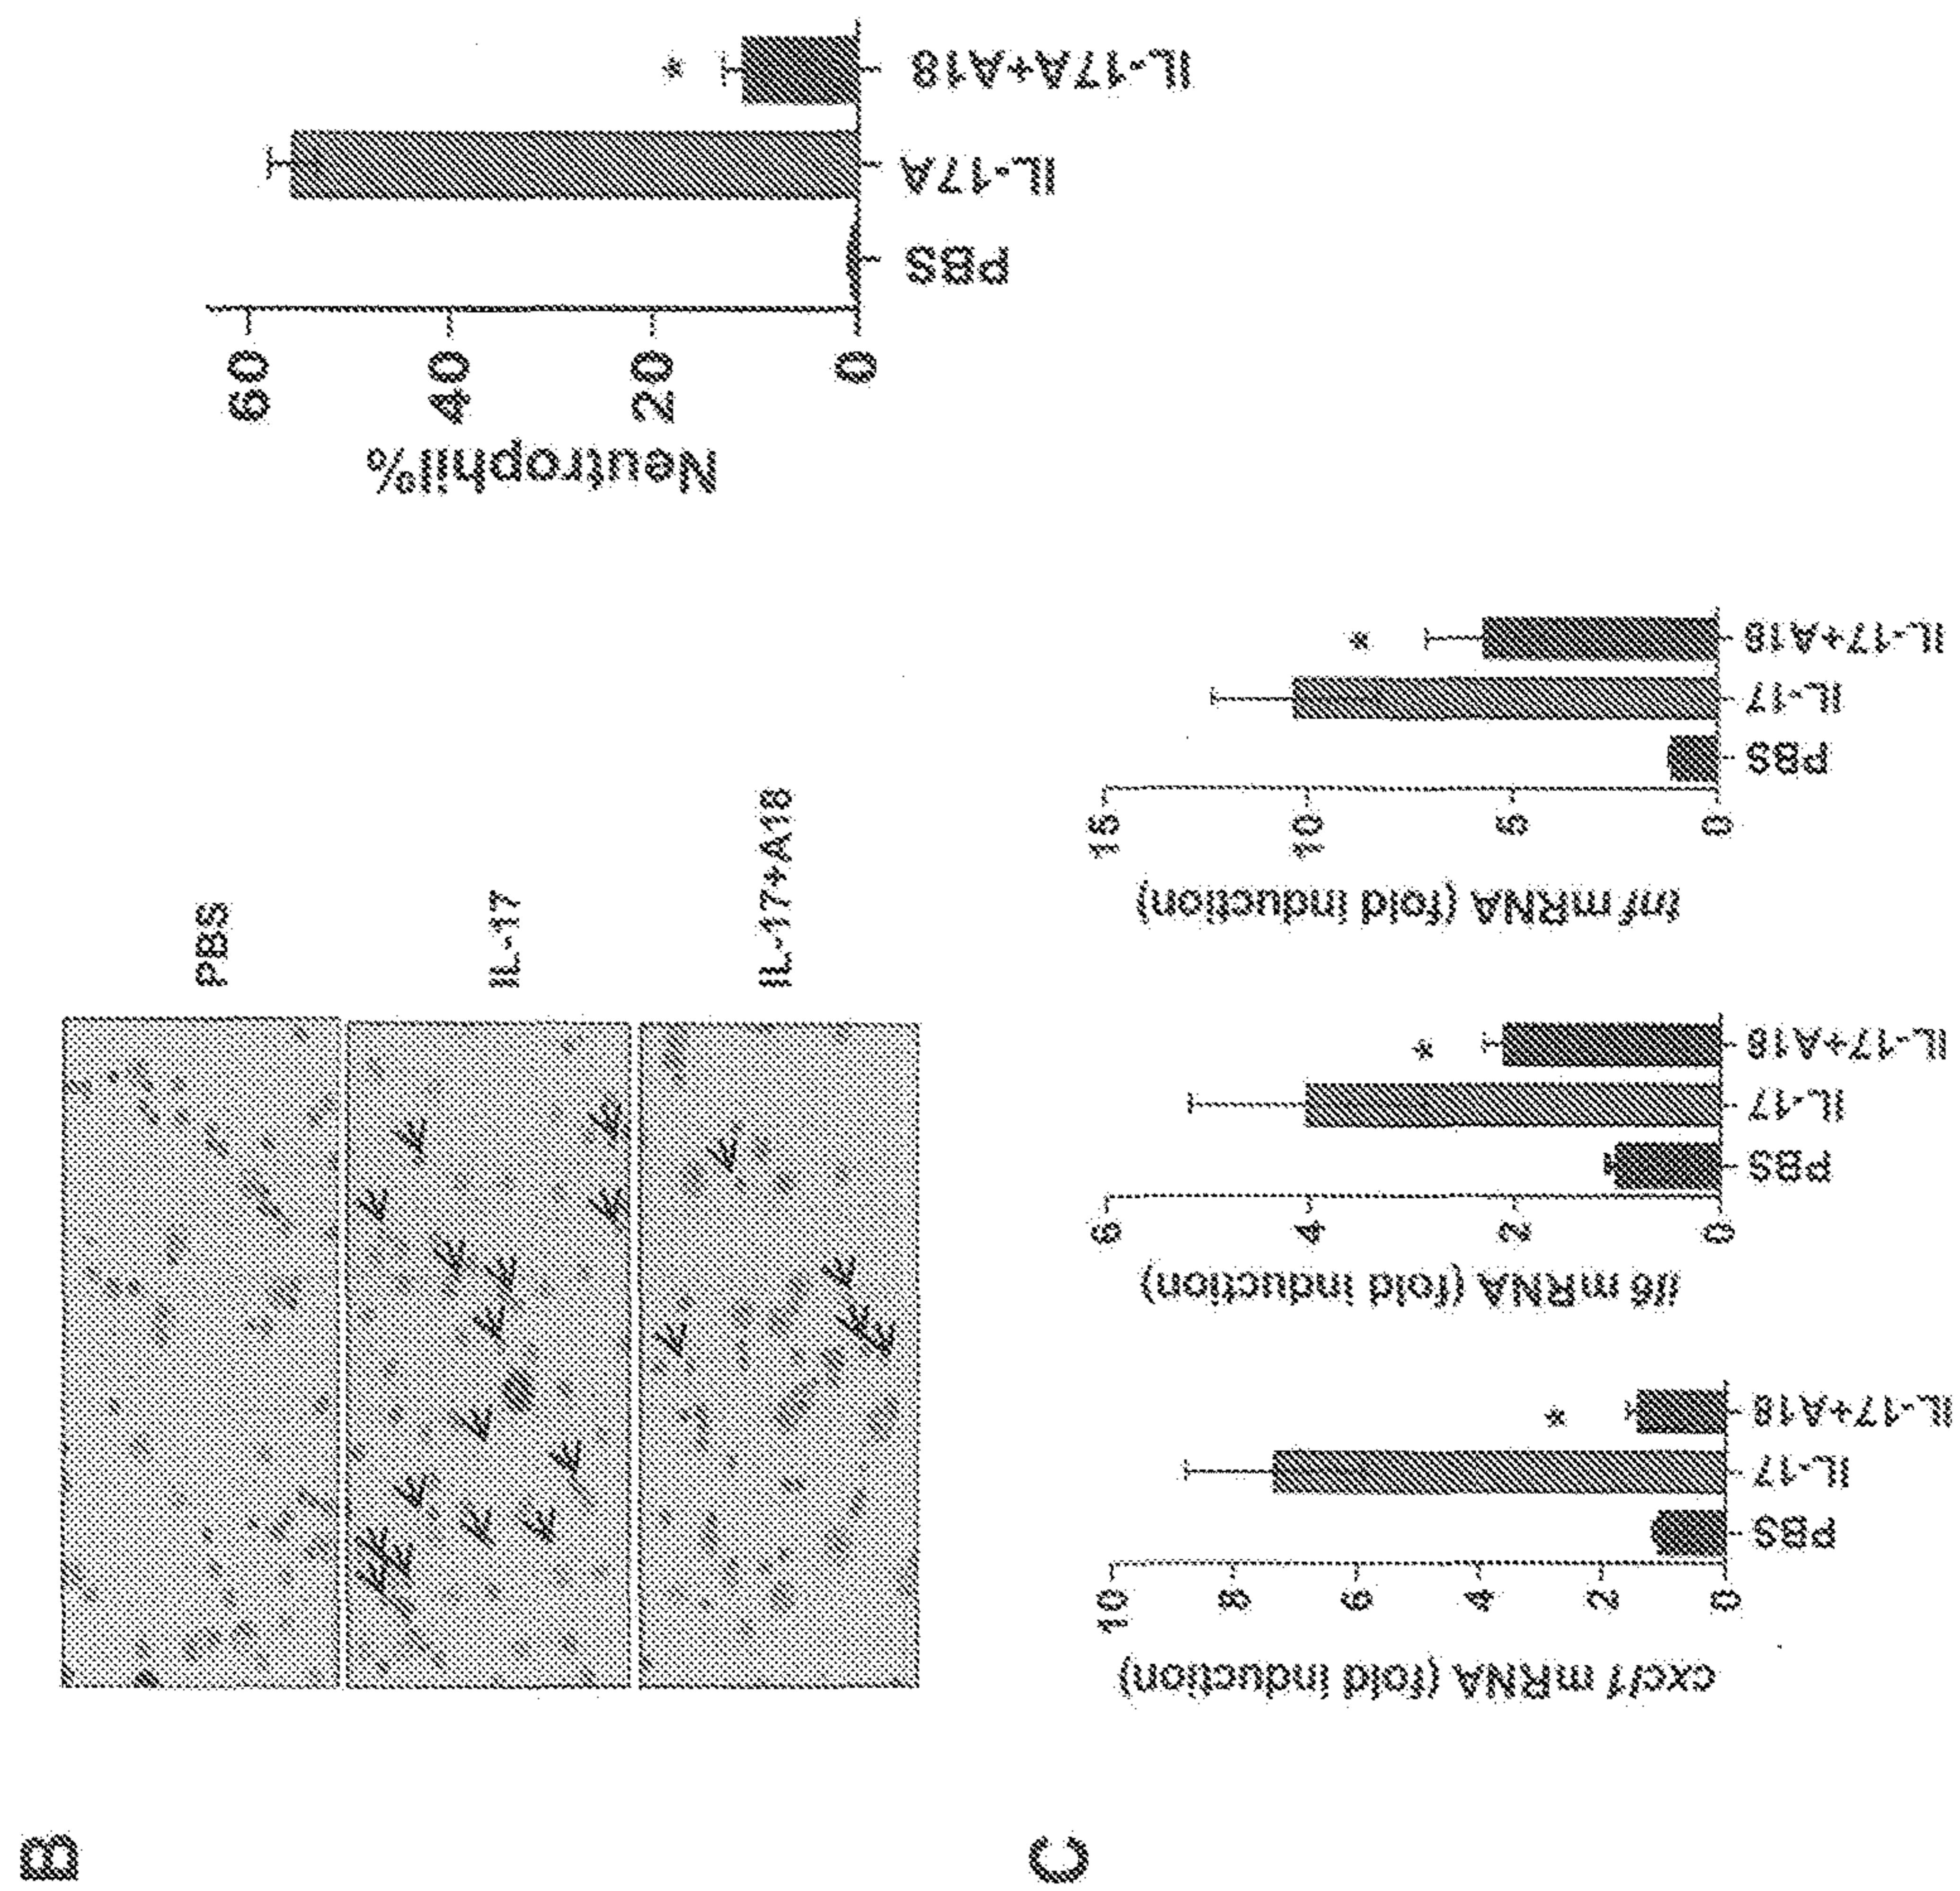 B
PBS
IL-17
IL-17+A18
Neutrophil%
60
40
20
0
PBS
IL-17A
IL-17A+A18
*
C
cxcl1 mRNA (fold induction)
10
8
6
4
2
0
PBS
IL-17
IL-17+A18
*
il6 mRNA (fold induction)
6
4
2
0
PBS
IL-17
IL-17+A18
*
tnf mRNA (fold induction)
15
10
5
0
PBS
IL-17
IL-17+A18
*